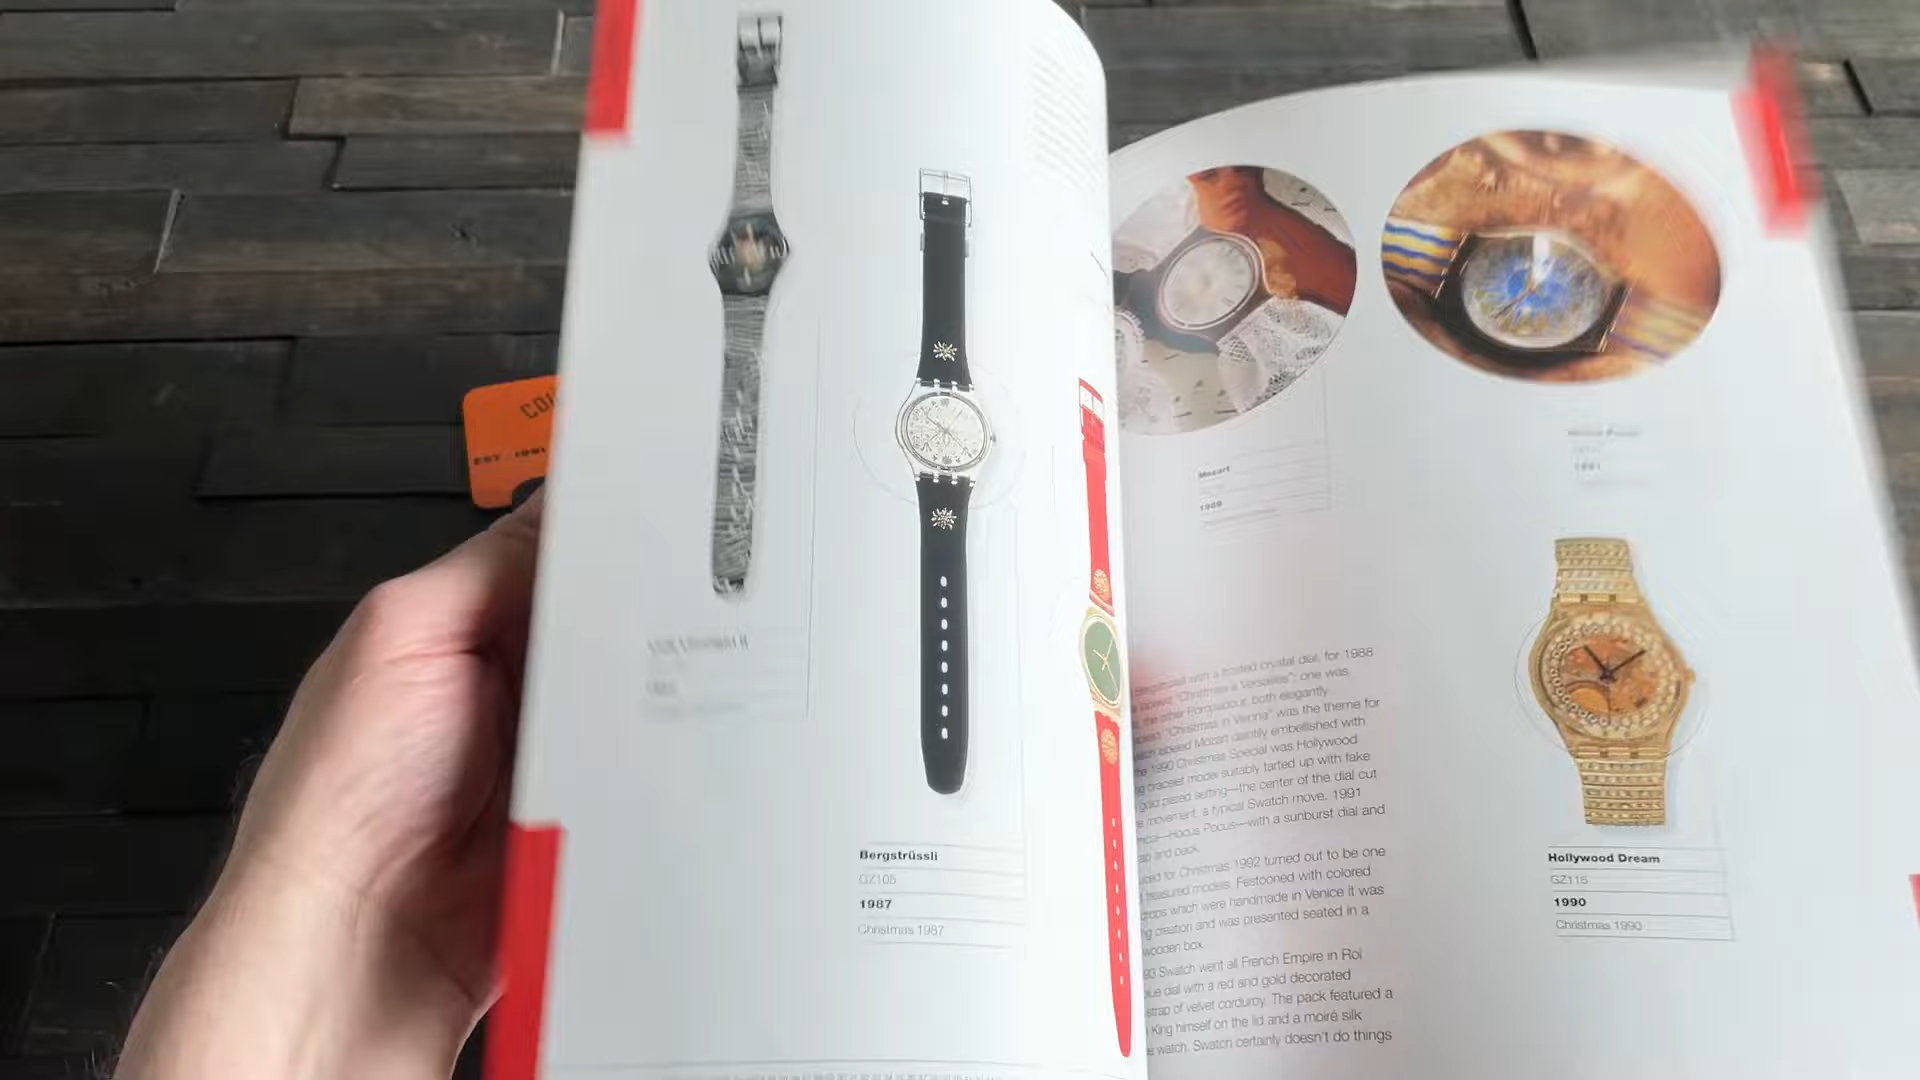 EST
Bergstrüssli
GZ105
1987
Christmas 1987
Mozart
1989
1991
with a frosted crystal dial, for 1988
"Christmas à Versailles"; one was
the other Pompadour, both elegantly
"Christmas in Vienna" was the theme for
Mozart daintily embellished with
1990 Christmas Special was Hollywood
bracelet model suitably tarted up with fake
gold plated setting—the center of the dial cut
movement, a typical Swatch move. 1991
—Hocus Pocus—with a sunburst dial and
and pack.
for Christmas 1992 turned out to be one
treasured models. Festooned with colored
drops which were handmade in Venice it was
creation and was presented seated in a
wooden box.
93 Swatch went all French Empire in Roi
blue dial with a red and gold decorated
strap of velvet corduroy. The pack featured a
King himself on the lid and a moiré silk
watch. Swatch certainly doesn't do things
Hollywood Dream
GZ116
1990
Christmas 1990